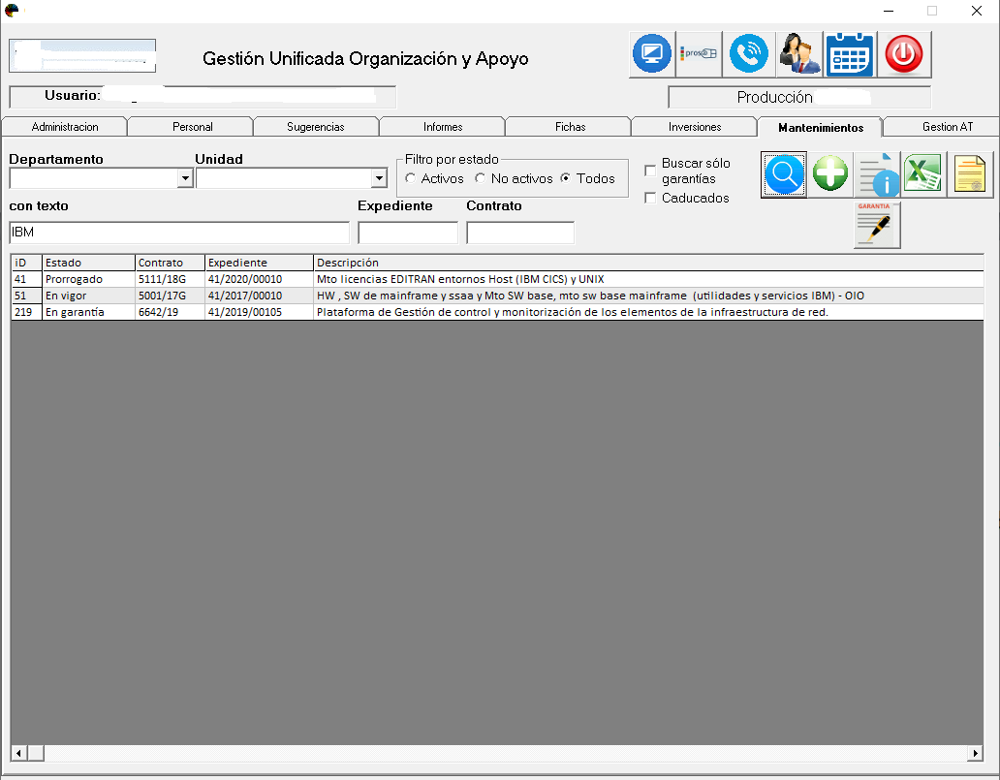 Gestión Unificada Organización y Apoyo
pros@
Usuario:
Producción
Administracion Personal Sugerencias Informes Fichas Inversiones Mantenimientos Gestion AT
Departamento Unidad
Filtro por estado
Activos No activos Todos
Buscar sólo garantías
Caducados
con texto Expediente Contrato
IBM
GARANTIA
iD Estado Contrato Expediente Descripción
41 Prorrogado 5111/18G 41/2020/00010 Mto licencias EDITRAN entornos Host (IBM CICS) y UNIX
51 En vigor 5001/17G 41/2017/00010 HW , SW de mainframe y ssaa y Mto SW base, mto sw base mainframe (utilidades y servicios IBM) - OIO
219 En garantía 6642/19 41/2019/00105 Plataforma de Gestión de control y monitorización de los elementos de la infraestructura de red.